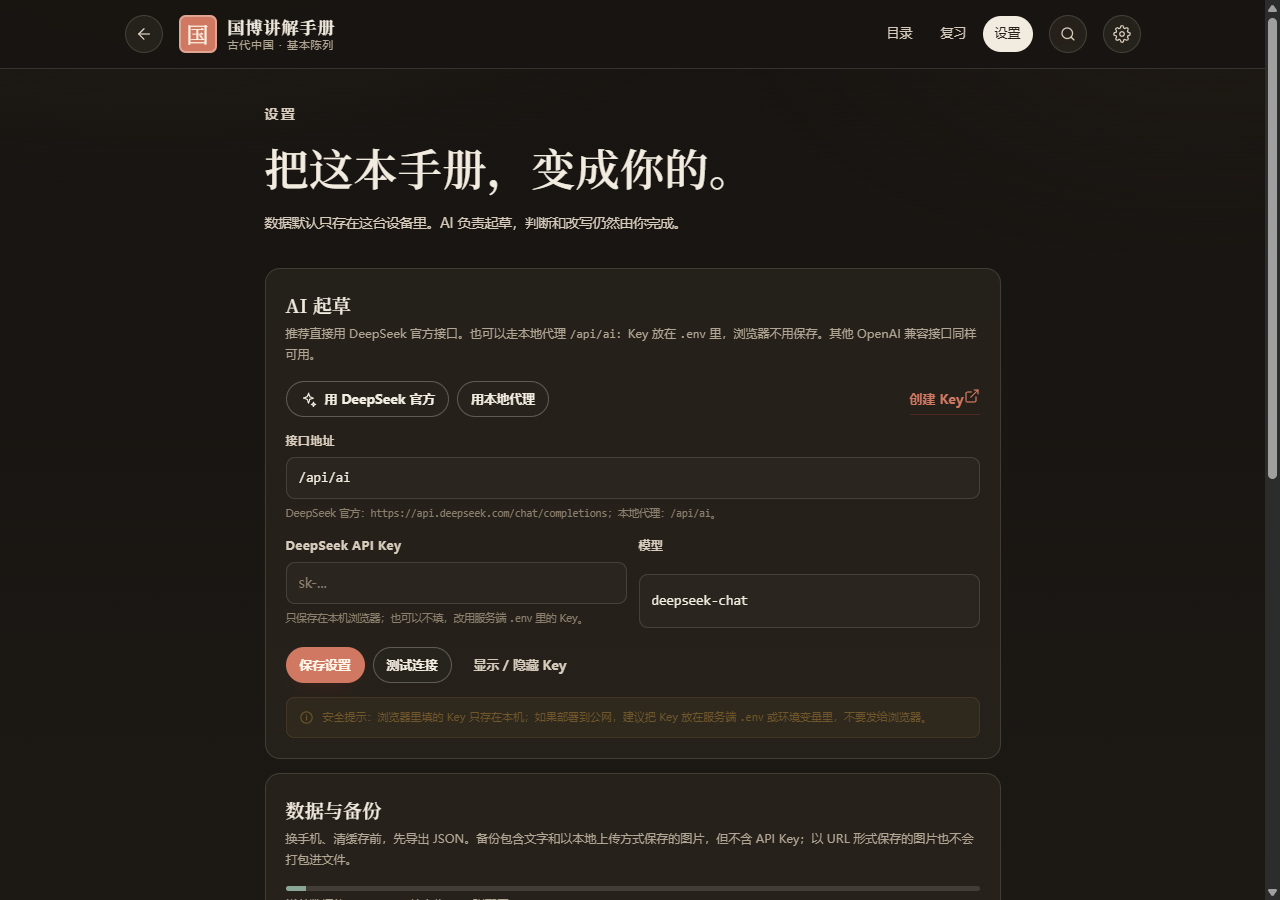 国
国博讲解手册
古代中国 · 基本陈列
目录
复习
设置
设置
把这本手册，变成你的。
数据默认只存在这台设备里。AI 负责起草，判断和改写仍然由你完成。
AI 起草
推荐直接用 DeepSeek 官方接口。也可以走本地代理 /api/ai：Key 放在 .env 里，浏览器不用保存。其他 OpenAI 兼容接口同样
可用。
用 DeepSeek 官方
用本地代理
创建 Key
接口地址
/api/ai
DeepSeek 官方：https://api.deepseek.com/chat/completions；本地代理：/api/ai。
DeepSeek API Key
模型
sk-...
deepseek-chat
只保存在本机浏览器；也可以不填，改用服务端 .env 里的 Key。
保存设置
测试连接
显示 / 隐藏 Key
安全提示：浏览器里填的 Key 只存在本机；如果部署到公网，建议把 Key 放在服务端 .env 或环境变量里，不要发给浏览器。
数据与备份
换手机、清缓存前，先导出 JSON。备份包含文字和以本地上传方式保存的图片，但不含 API Key；以 URL 形式保存的图片也不会
打包进文件。